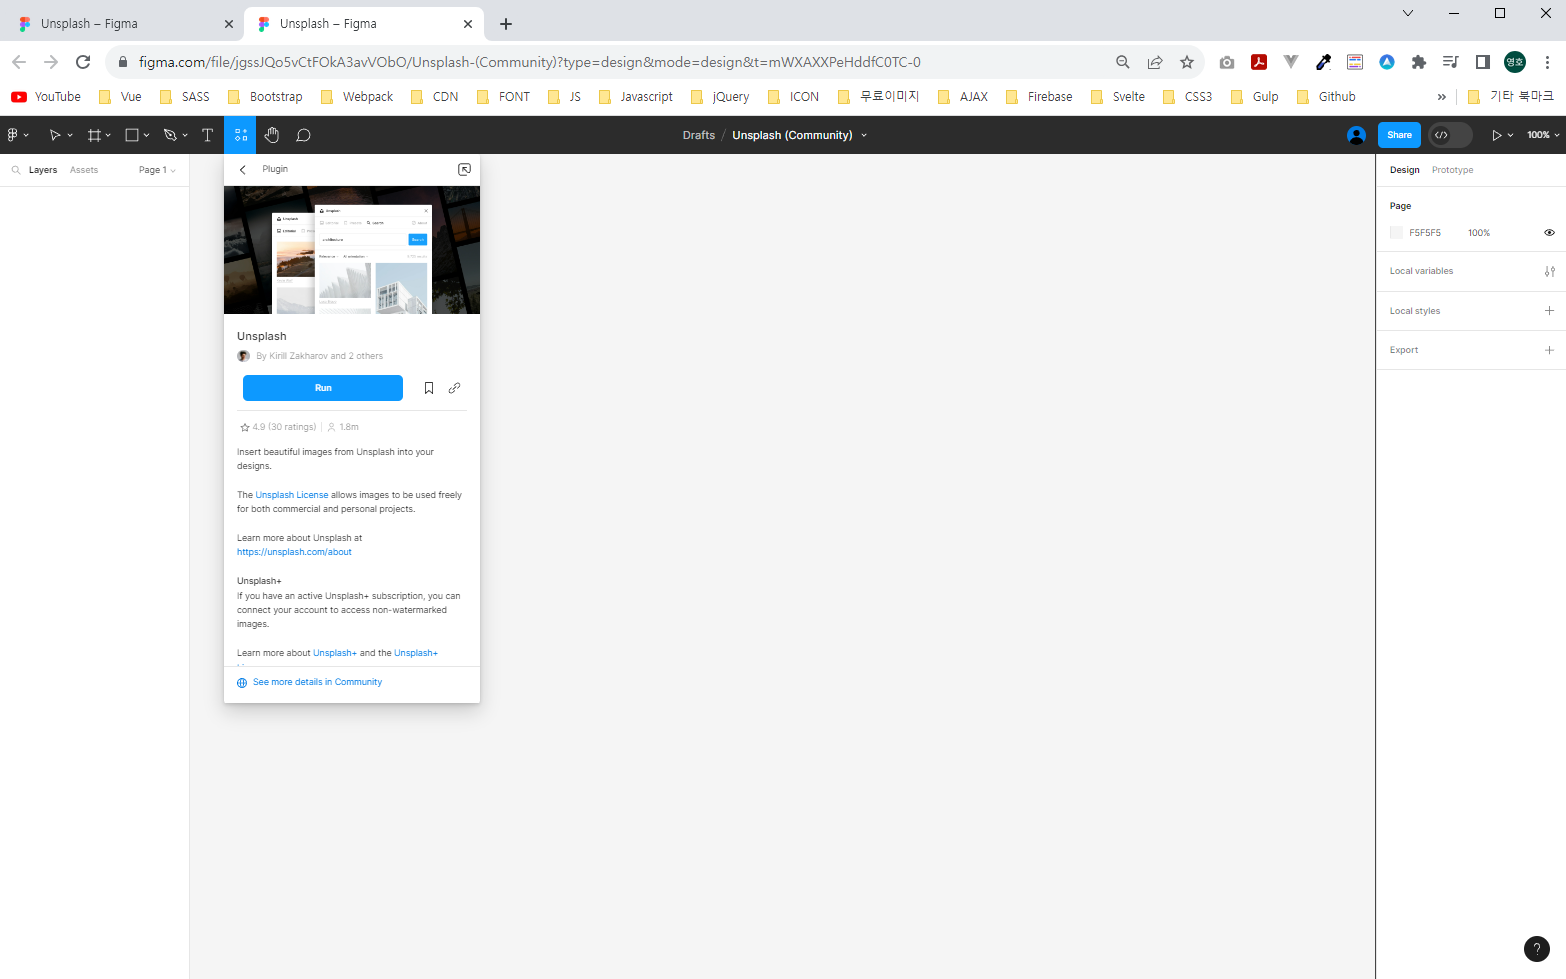 Unsplash – Figma
Unsplash – Figma
figma.com/file/jgssJQo5vCtFOkA3avVObO/Unsplash-(Community)?type=design&mode=design&t=mWXAXXPeHddfC0TC-0
영호
YouTube Vue SASS Bootstrap Webpack CDN FONT JS Javascript jQuery ICON 무료이미지 AJAX Firebase Svelte CSS3 Gulp Github » 기타 북마크
Drafts / Unsplash (Community)
Share
100%
Layers Assets Page 1
Plugin
Unsplash
Unsplash
Search
architecture
Search
Unsplash
By Kirill Zakharov and 2 others
Run
4.9 (30 ratings) 1.8m
Insert beautiful images from Unsplash into your
designs.
The Unsplash License allows images to be used freely
for both commercial and personal projects.
Learn more about Unsplash at
https://unsplash.com/about
Unsplash+
If you have an active Unsplash+ subscription, you can
connect your account to access non-watermarked
images.
Learn more about Unsplash+ and the Unsplash+
See more details in Community
Design Prototype
Page
F5F5F5 100%
Local variables
Local styles
Export
?